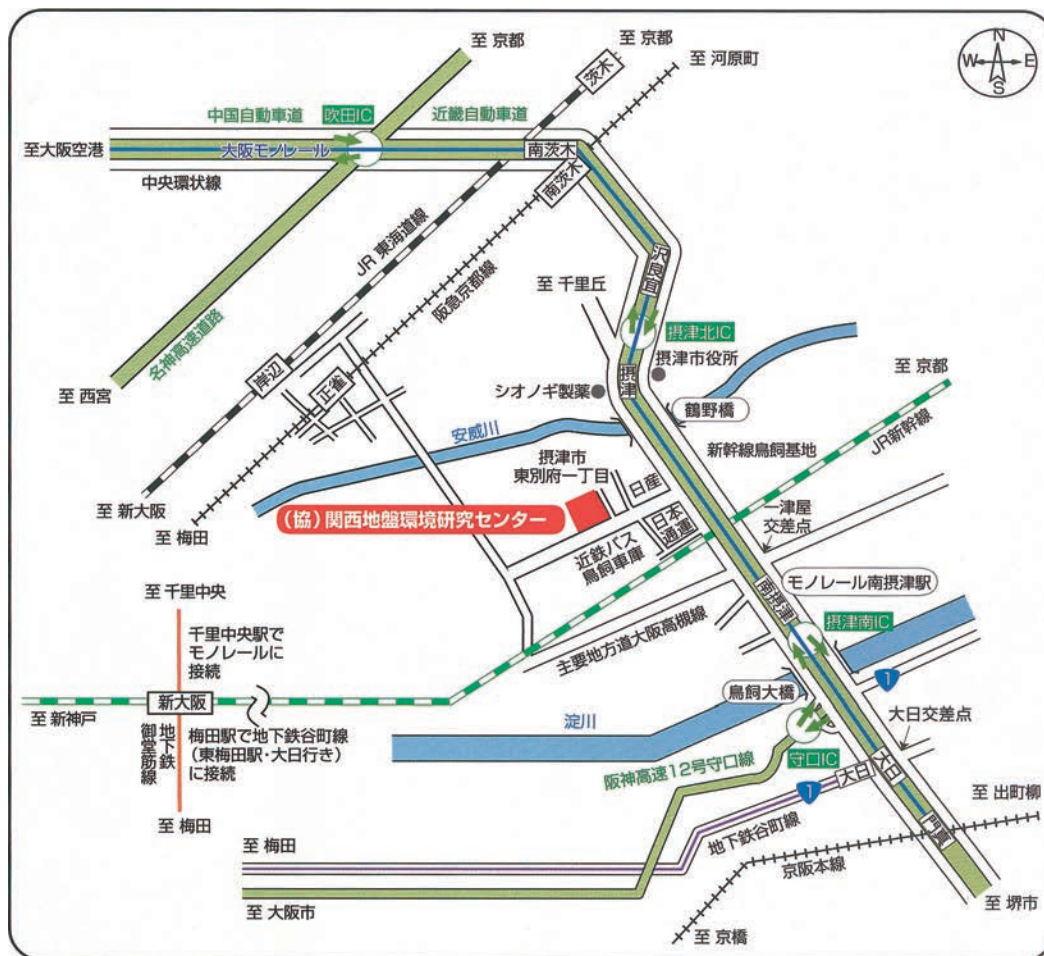 至 京都
至 京都
至 河原町
N
W
E
S
茨木
中国自動車道
吹田IC
近畿自動車道
至大阪空港
大阪モノレール
南茨木
中央環状線
南茨木
JR 東海道線
阪急京都線
沢良宜
至 千里丘
名神高速道路
摂津北IC
摂津市役所
至 西宮
岸辺
正雀
シオノギ製薬
摂津
至 京都
鶴野橋
安威川
新幹線鳥飼基地
JR新幹線
摂津市
東別府一丁目
日産
至 新大阪
(協)関西地盤環境研究センター
日本
通運
一津屋
交差点
至 梅田
近鉄バス
鳥飼車庫
至 千里中央
南摂津
モノレール南摂津駅
千里中央駅で
モノレールに
接続
摂津南IC
主要地方道大阪高槻線
新大阪
鳥飼大橋
1
至 新神戸
地下鉄
御堂筋線
梅田駅で地下鉄谷町線
(東梅田駅・大日行き)
に接続
淀川
大日交差点
守口IC
阪神高速12号守口線
大日
大日
1
至 出町柳
至 梅田
門真
至 梅田
地下鉄谷町線
京阪本線
至 大阪市
至 京橋
至 堺市